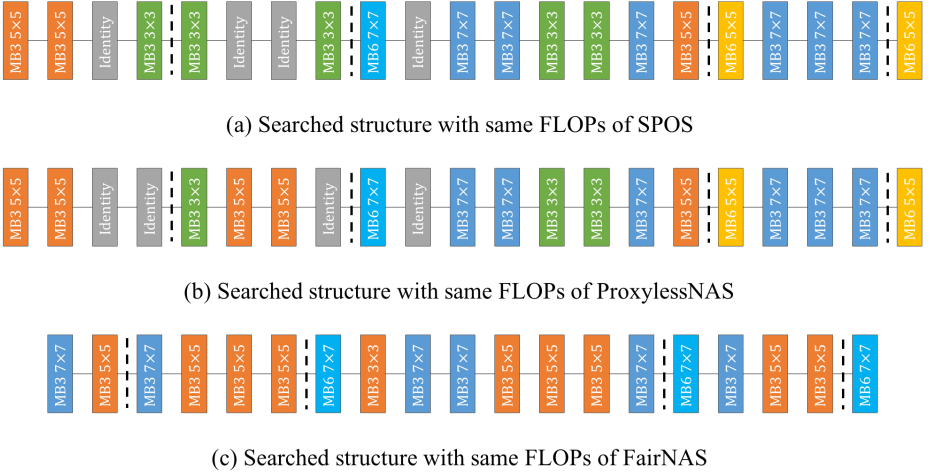 MB3 5×5
MB3 5×5
Identity
MB3 3×3
MB3 3×3
Identity
Identity
MB3 3×3
MB6 7×7
Identity
MB3 7×7
MB3 7×7
MB3 3×3
MB3 3×3
MB3 7×7
MB3 5×5
MB6 5×5
MB3 7×7
MB3 7×7
MB3 7×7
MB6 5×5
(a) Searched structure with same FLOPs of SPOS
MB3 5×5
MB3 5×5
Identity
Identity
MB3 3×3
MB3 5×5
MB3 5×5
Identity
MB6 7×7
Identity
MB3 7×7
MB3 7×7
MB3 3×3
MB3 3×3
MB3 7×7
MB3 5×5
MB6 5×5
MB3 7×7
MB3 7×7
MB3 7×7
MB6 5×5
(b) Searched structure with same FLOPs of ProxylessNAS
MB3 7×7
MB3 5×5
MB3 7×7
MB3 5×5
MB3 5×5
MB3 5×5
MB6 7×7
MB3 3×3
MB3 7×7
MB3 7×7
MB3 5×5
MB3 5×5
MB3 5×5
MB3 7×7
MB6 7×7
MB3 7×7
MB3 5×5
MB3 5×5
MB6 7×7
(c) Searched structure with same FLOPs of FairNAS